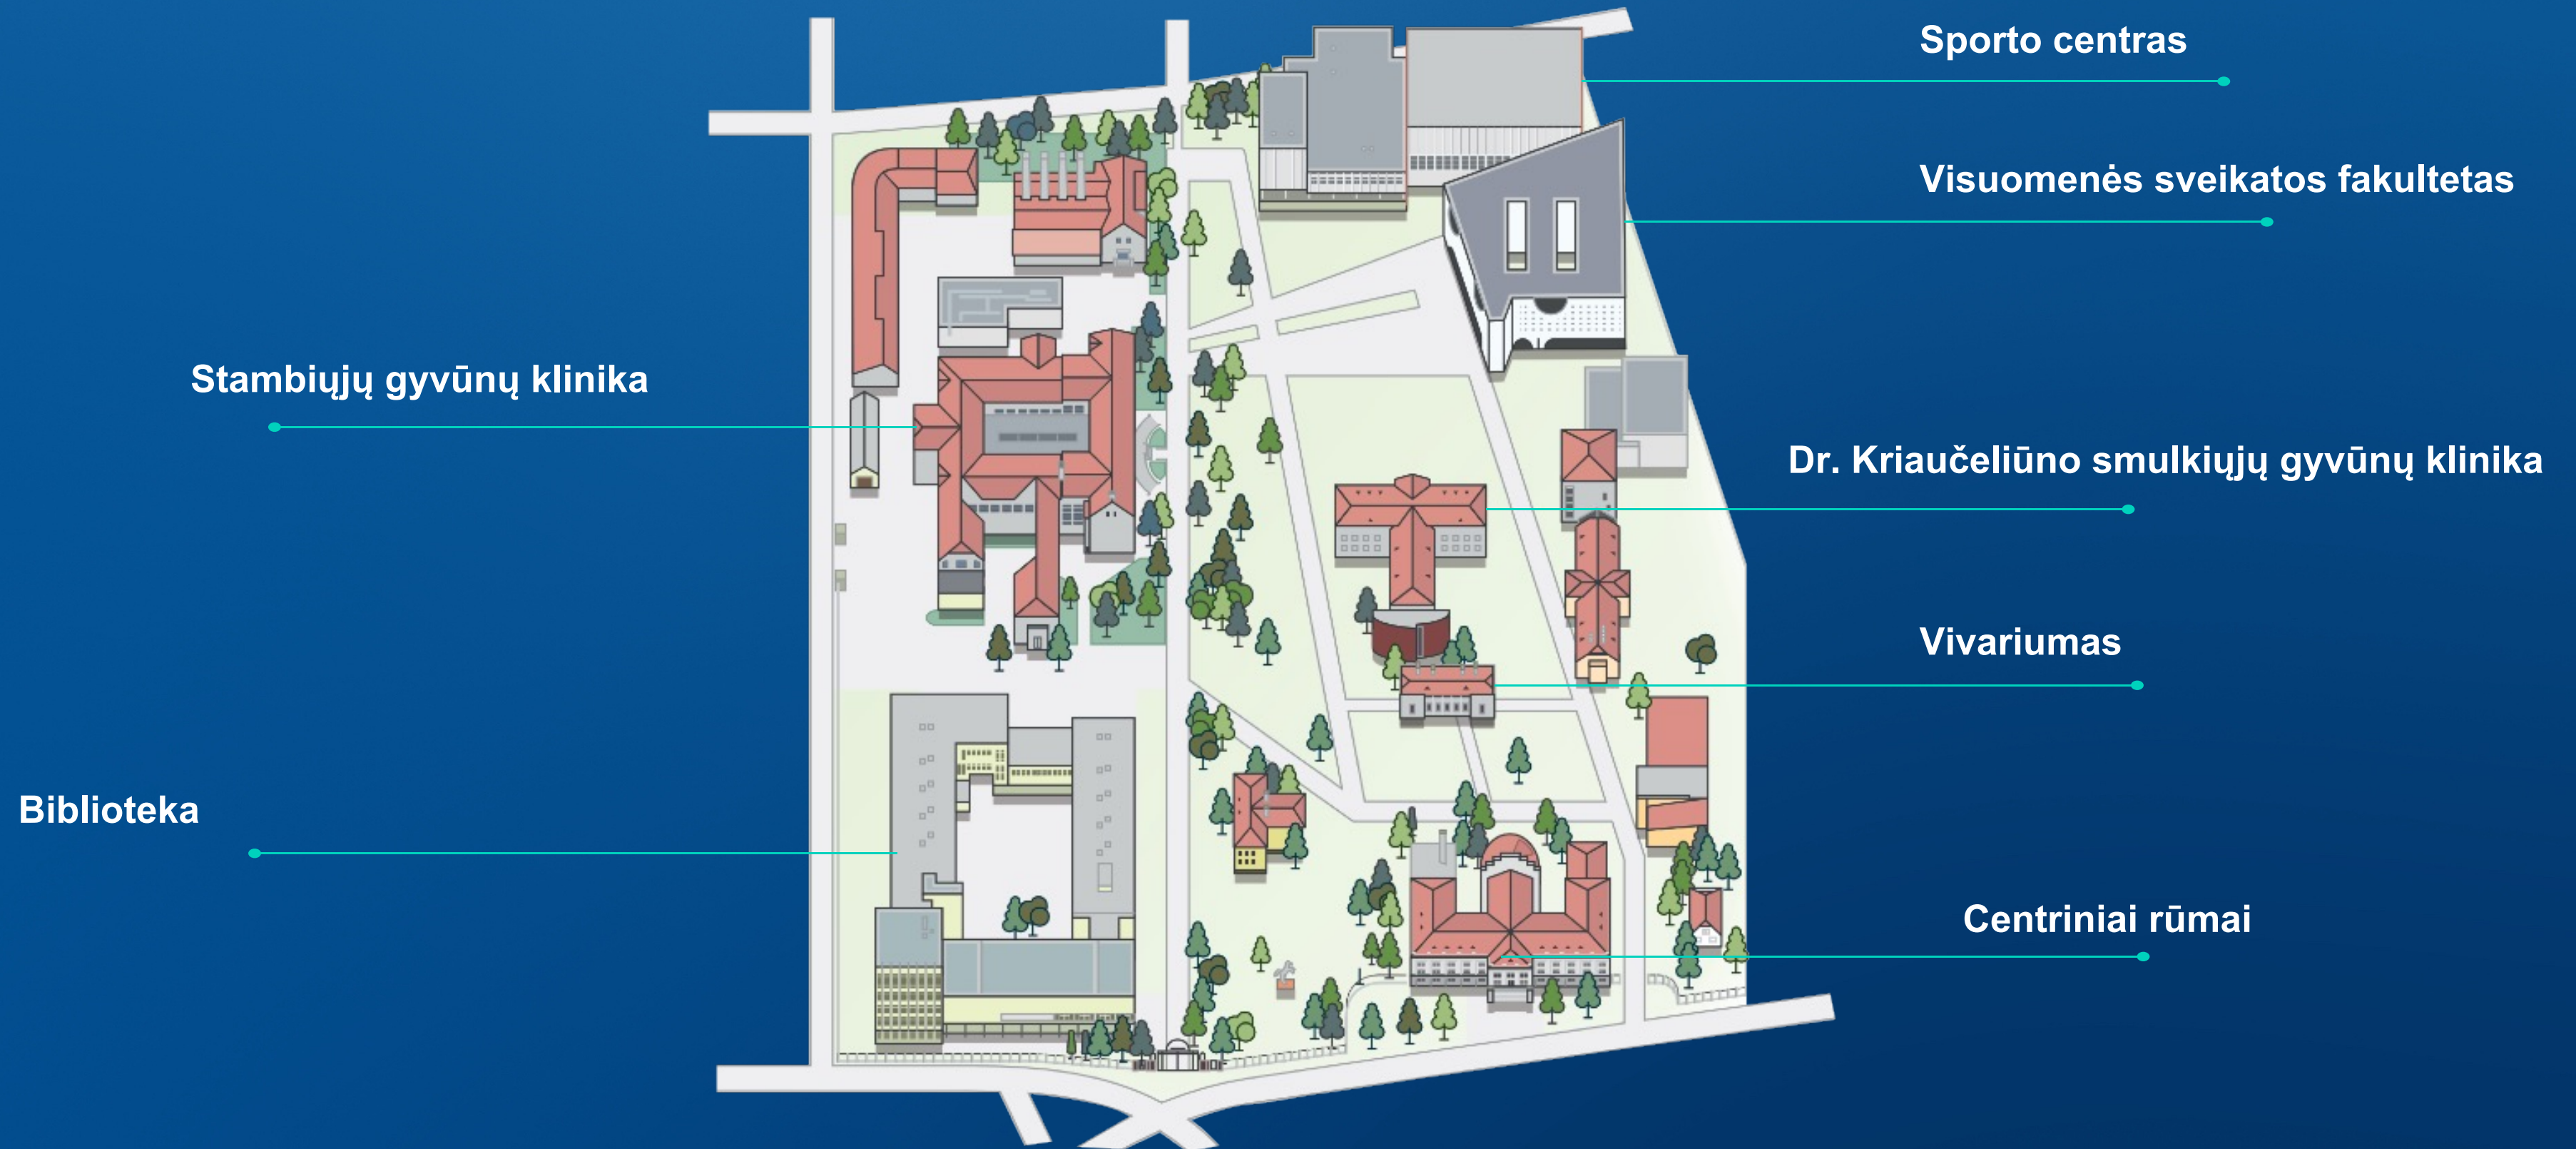 Sporto centras
Visuomenės sveikatos fakultetas
Stambiųjų gyvūnų klinika
Dr. Kriaučeliūno smulkiųjų gyvūnų klinika
Vivariumas
Biblioteka
Centriniai rūmai